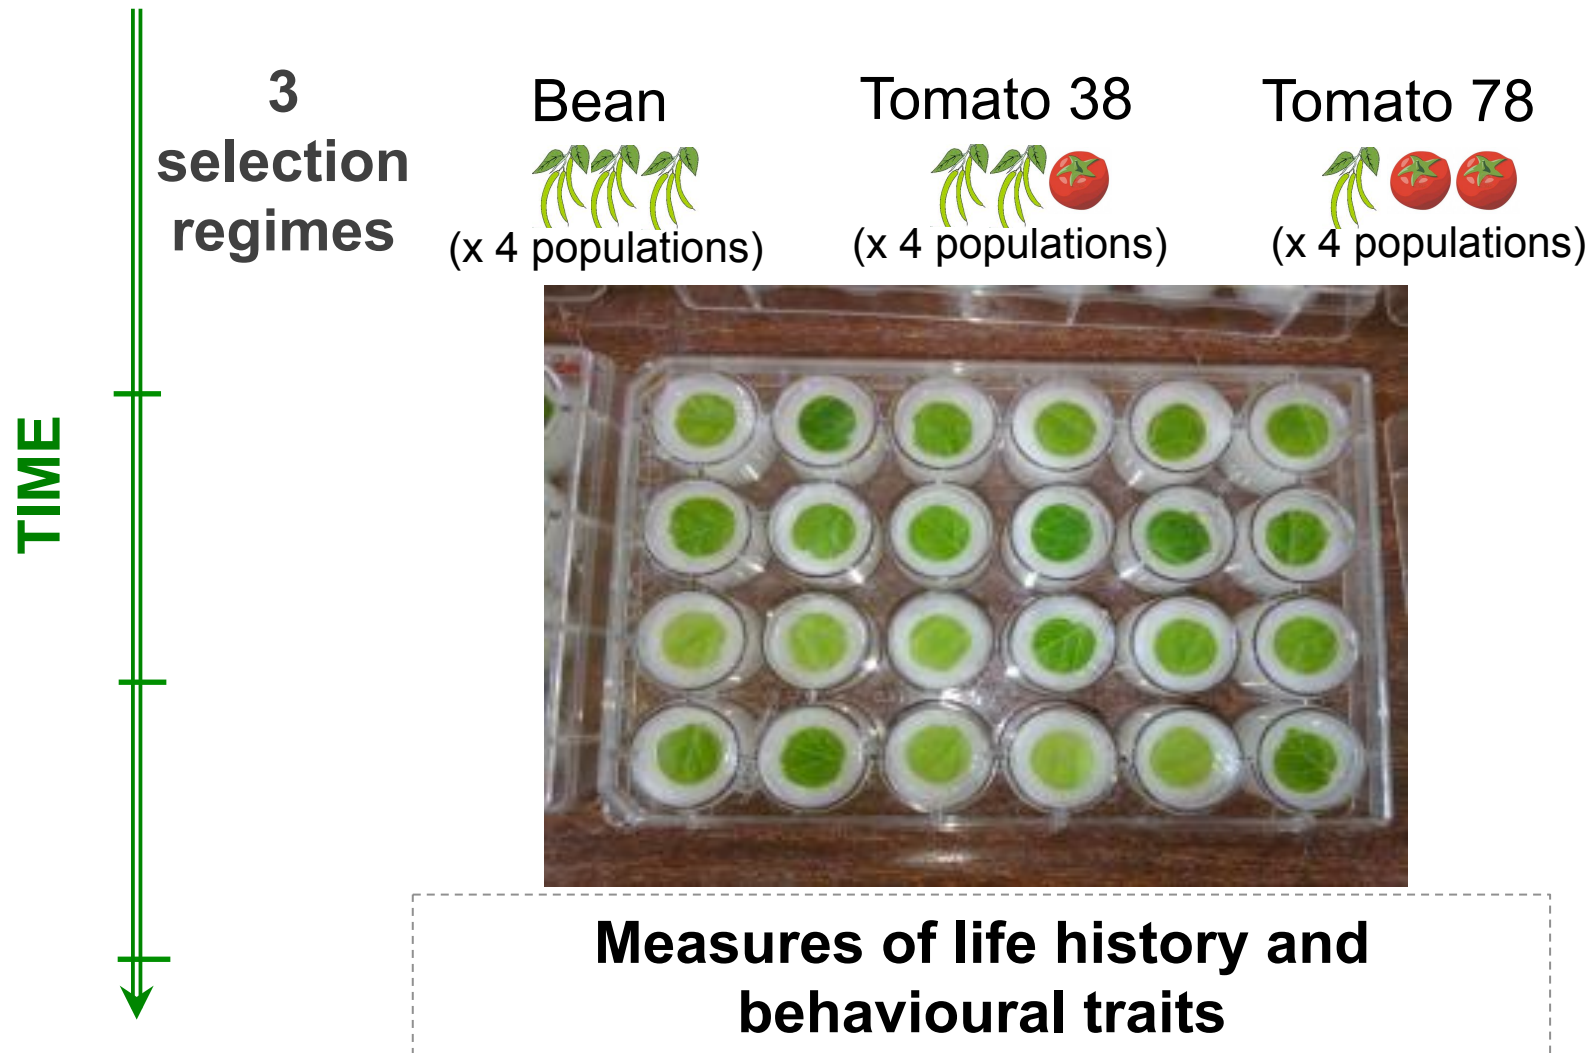 3
selection
regimes
Bean
(x 4 populations)
Tomato 38
(x 4 populations)
Tomato 78
(x 4 populations)
TIME
Measures of life history and
behavioural traits